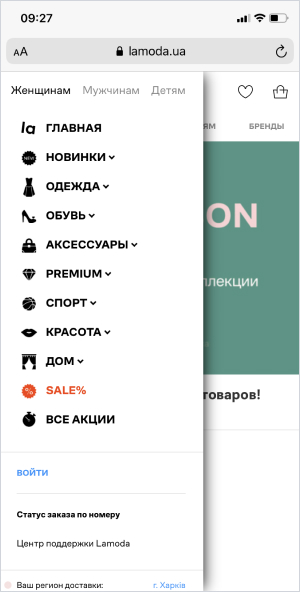 09:27
AA lamoda.ua
Женщинам Мужчинам Детям
ЯМ БРЕНДЫ
la ГЛАВНАЯ
NEW НОВИНКИ
ОДЕЖДА
ОБУВЬ
АКСЕССУАРЫ
PREMIUM
СПОРТ
КРАСОТА
ДОМ
% SALE%
ВСЕ АКЦИИ
ON
ллекции
товаров!
ВОЙТИ
Статус заказа по номеру
Центр поддержки Lamoda
Ваш регион доставки: г. Харків